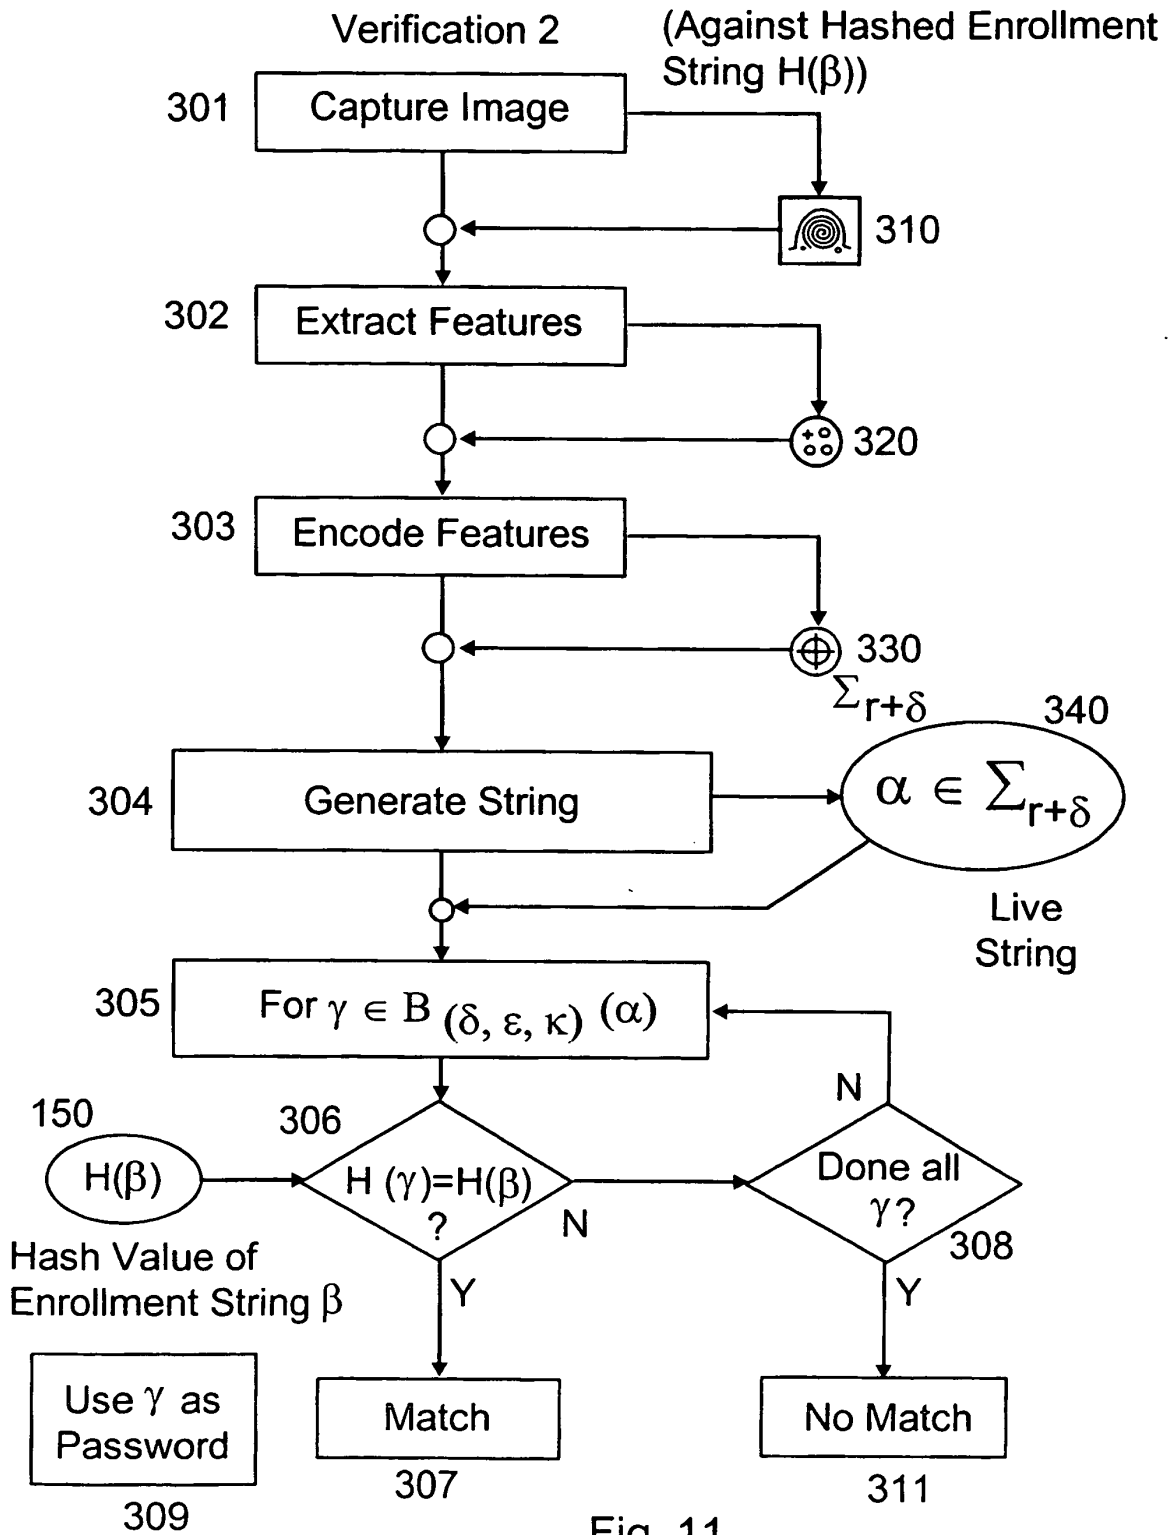 Verification 2
(Against Hashed Enrollment
String H(β))
301
Capture Image
310
302
Extract Features
320
303
Encode Features
330
Σr+δ
340
304
Generate String
α ∈ Σr+δ
Live
String
305
For γ ∈ B (δ, ε, κ) (α)
N
150
306
H(β)
H (γ)=H(β)
?
N
Done all
γ?
308
Hash Value of
Enrollment String β
Y
Y
Use γ as
Password
Match
No Match
309
307
311
Fig. 11